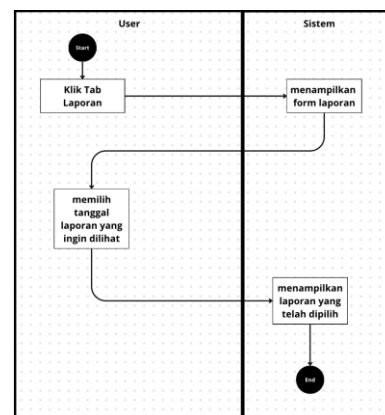 User
Sistem
Start
Klik Tab
Laporan
menampilkan
form laporan
memilih
tanggal
laporan yang
ingin dilihat
menampilkan
laporan yang
telah dipilih
End